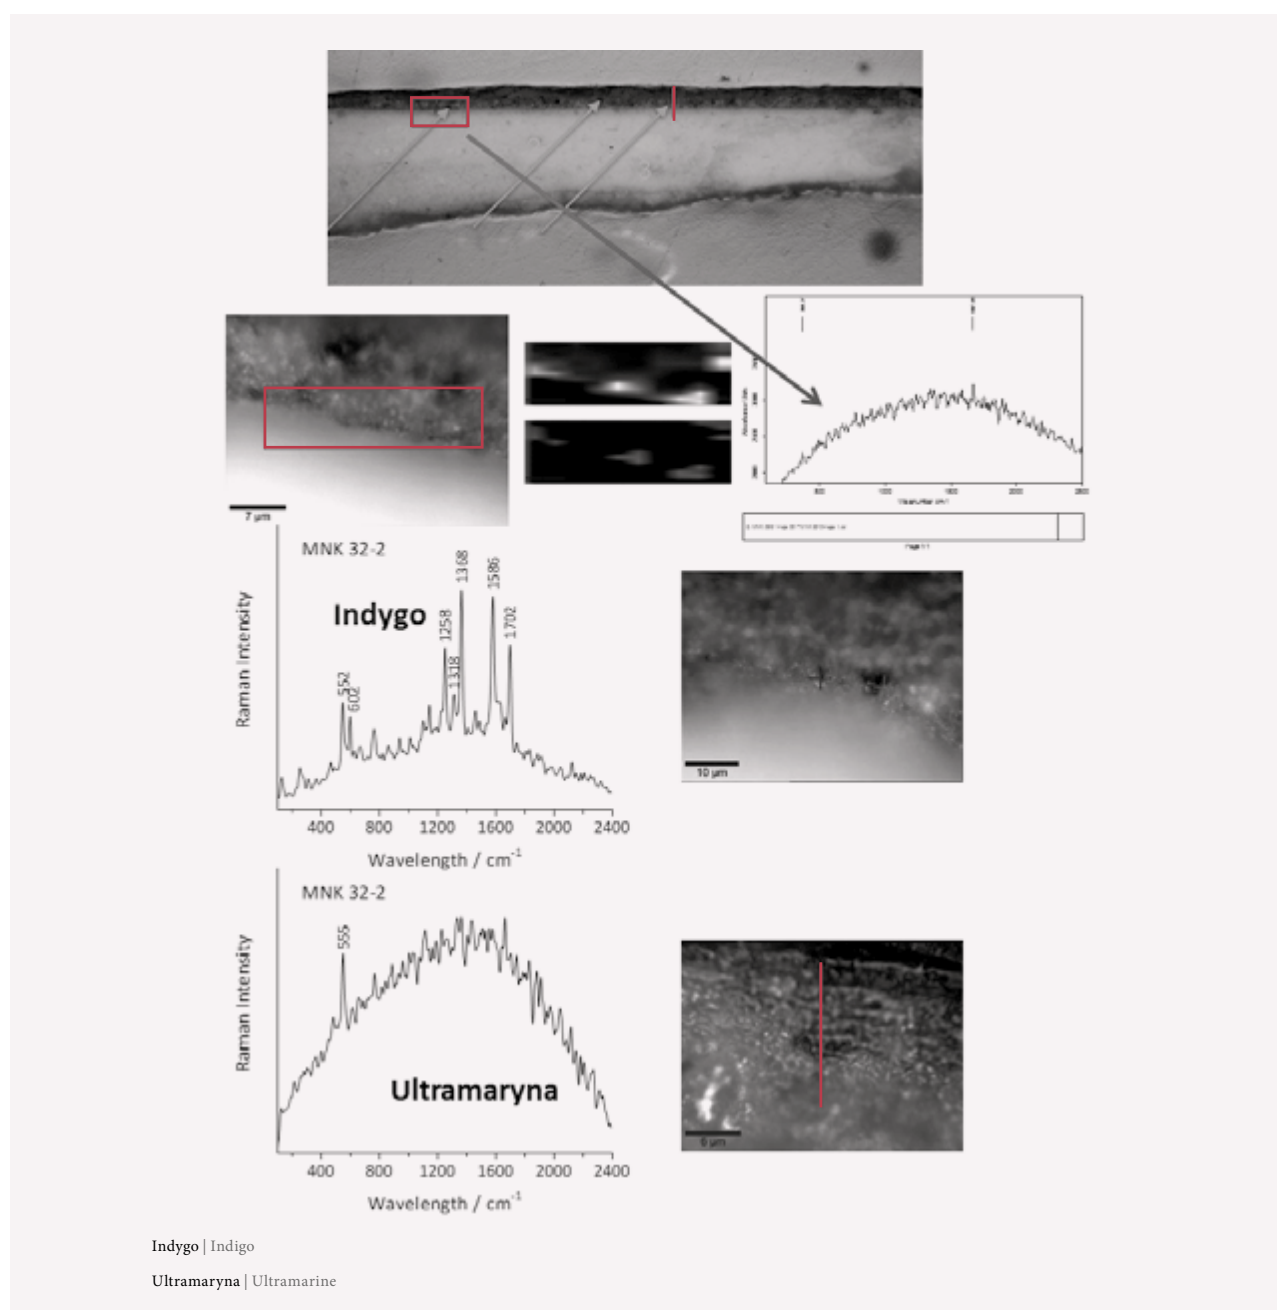 7 µm
MNK 32-2
Indygo
552
602
1258
1318
1368
1586
1702
Raman Intensity
400 800 1200 1600 2000 2400
Wavelength / cm-1
10 µm
MNK 32-2
555
Ultramaryna
Raman Intensity
400 800 1200 1600 2000 2400
Wavelength / cm-1
Indygo | Indigo
Ultramaryna | Ultramarine